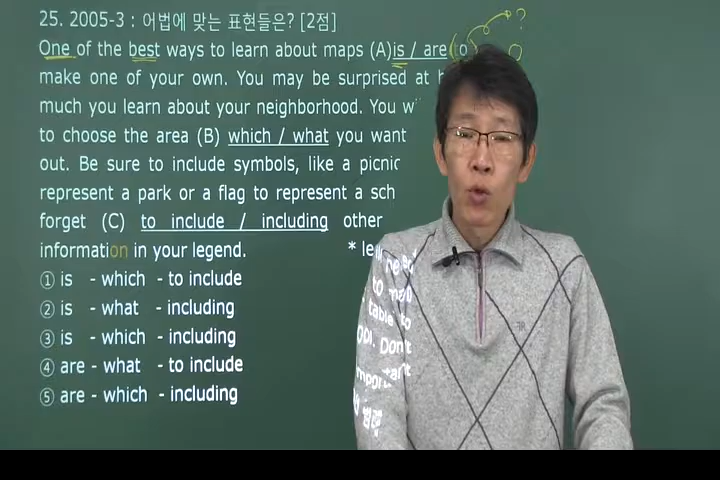 25. 2005-3 : 어법에 맞는 표현들은? [2점]
One of the best ways to learn about maps (A)is / are to ?
make one of your own. You may be surprised at
much you learn about your neighborhood. You
to choose the area (B) which / what you want
out. Be sure to include symbols, like a picnic table to
represent a park or a flag to represent a Don't
forget (C) to include / including other
information in your legend. *
① is - which - to include
② is - what - including
③ is - which - including
④ are - what - to include
⑤ are - which - including